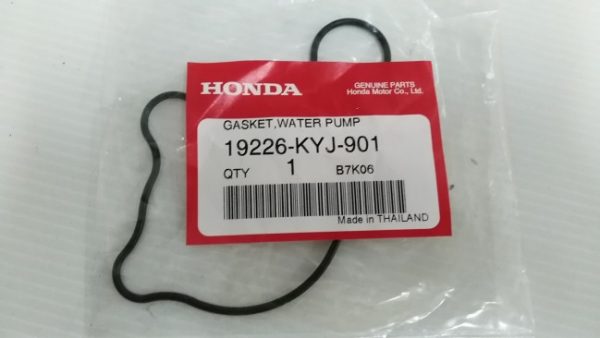 HONDA
GENUINE PARTS
Honda Motor Co., Ltd.
GASKET,WATER PUMP
19226-KYJ-901
QTY 1 B7K06
Made in THAILAND